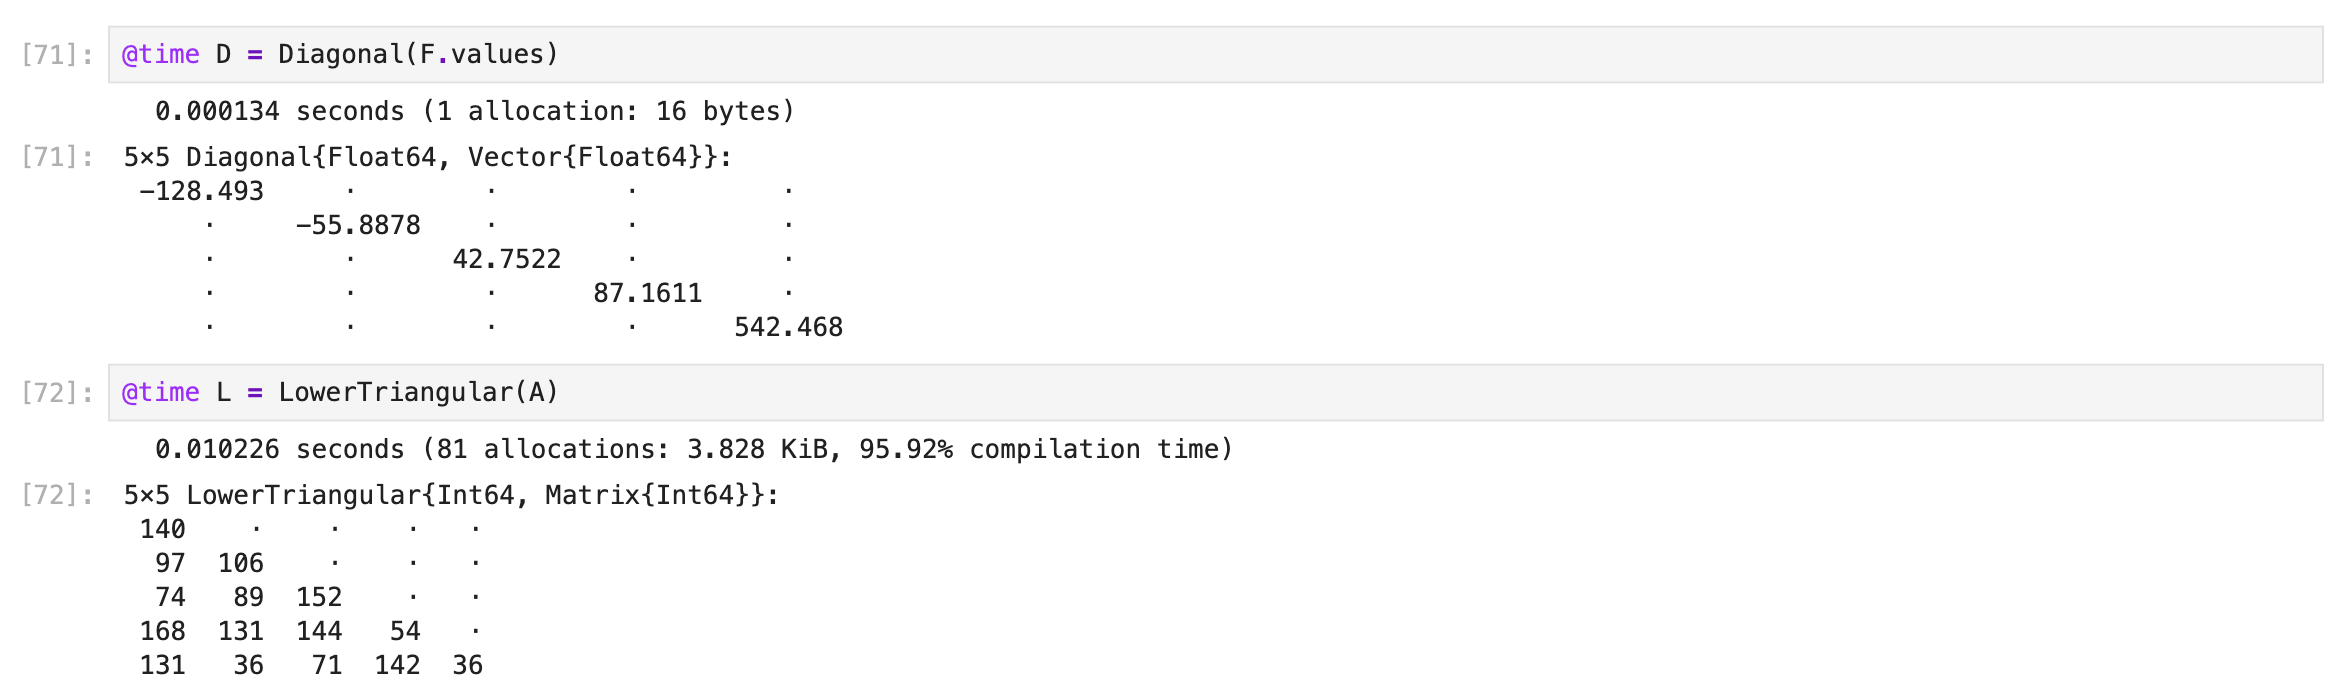 [71]: @time D = Diagonal(F.values)
0.000134 seconds (1 allocation: 16 bytes)
[71]: 5×5 Diagonal{Float64, Vector{Float64}}:
-128.493 ⋅ ⋅ ⋅ ⋅
⋅ -55.8878 ⋅ ⋅ ⋅
⋅ ⋅ 42.7522 ⋅ ⋅
⋅ ⋅ ⋅ 87.1611 ⋅
⋅ ⋅ ⋅ ⋅ 542.468
[72]: @time L = LowerTriangular(A)
0.010226 seconds (81 allocations: 3.828 KiB, 95.92% compilation time)
[72]: 5×5 LowerTriangular{Int64, Matrix{Int64}}:
140 ⋅ ⋅ ⋅ ⋅
97 106 ⋅ ⋅ ⋅
74 89 152 ⋅ ⋅
168 131 144 54 ⋅
131 36 71 142 36